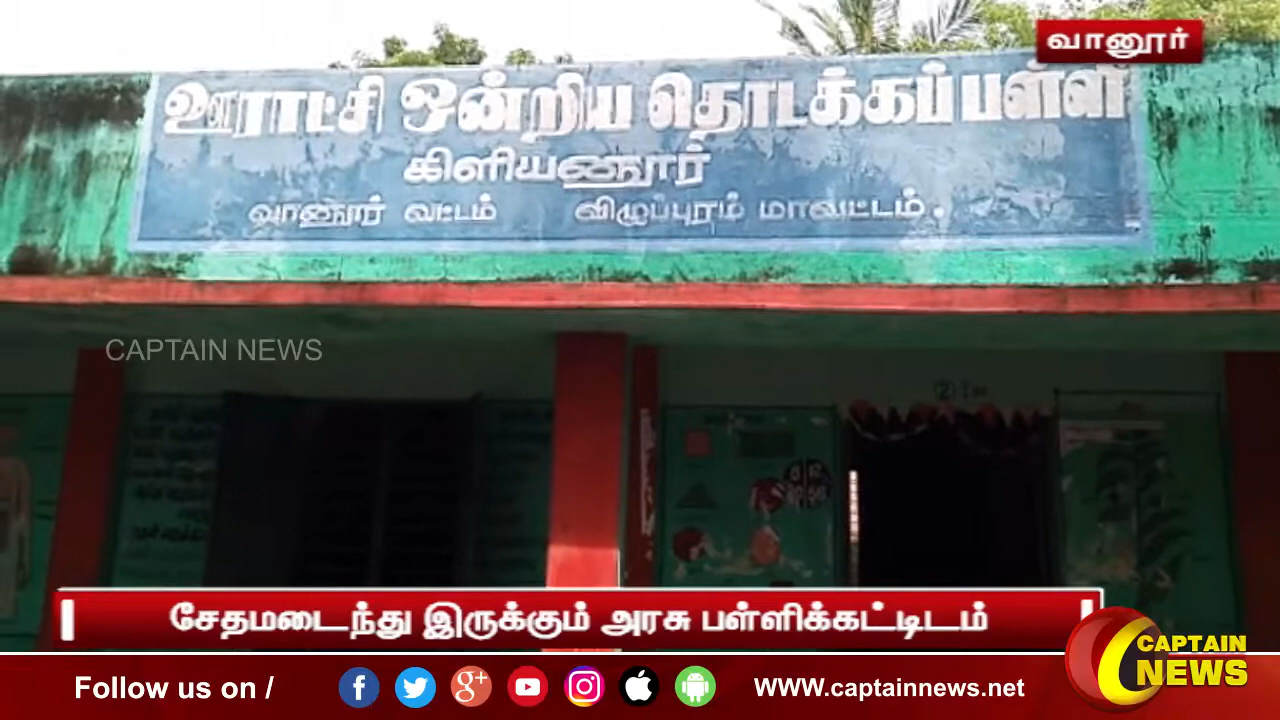 வானூர்
ஊராட்சி ஒன்றிய தொடக்கப்பள்ளி
கிளியனூர்
வானூர் வட்டம் விழுப்புரம் மாவட்டம்.
CAPTAIN NEWS
சேதமடைந்து இருக்கும் அரசு பள்ளிக்கட்டிடம்
CAPTAIN
NEWS
Follow us on /
WWW.captainnews.net